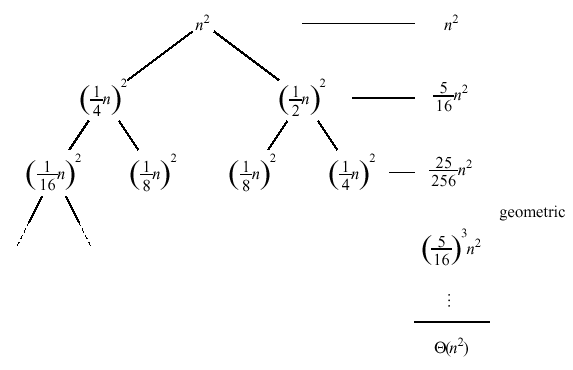 n² n²
(1/4 n)² (1/2 n)² 5/16 n²
(1/16 n)² (1/8 n)² (1/8 n)² (1/4 n)² 25/256 n²
geometric
(5/16)³ n²
⋮
Θ(n²)